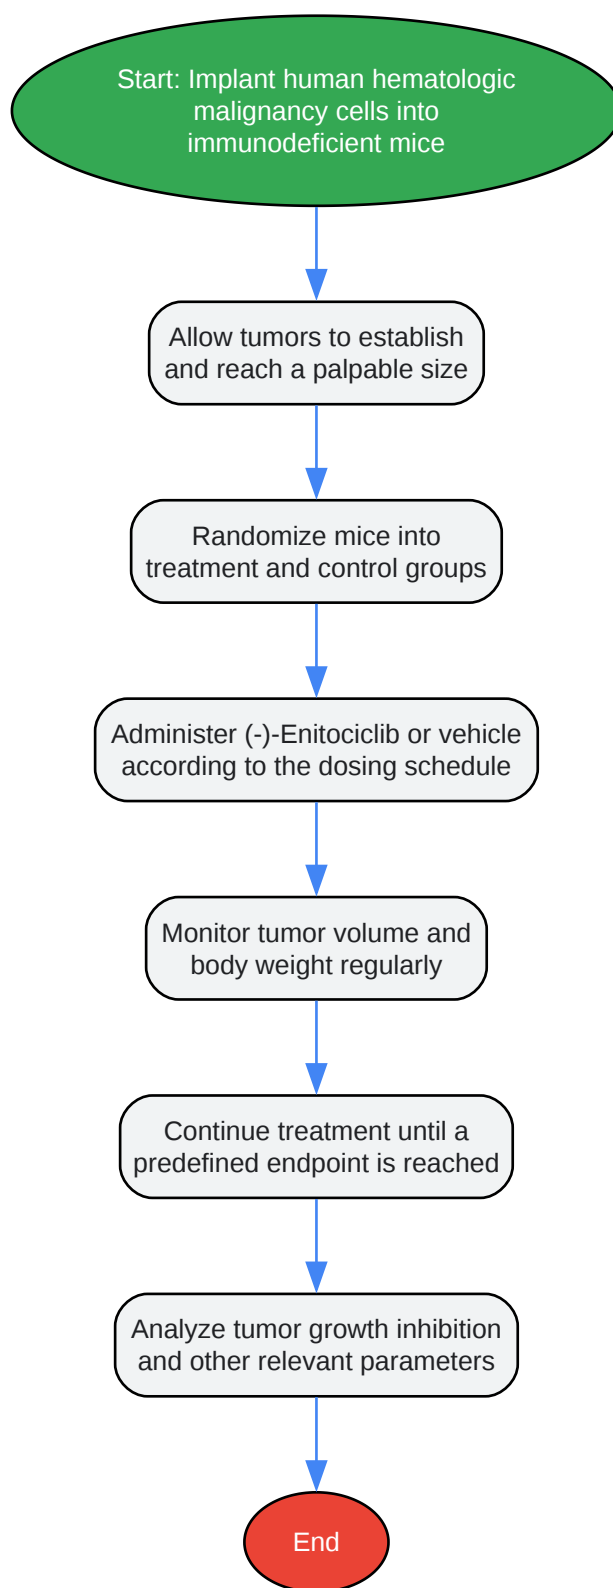 Start: Implant human hematologic
malignancy cells into
immunodeficient mice
Allow tumors to establish
and reach a palpable size
Randomize mice into
treatment and control groups
Administer (-)-Enitociclib or vehicle
according to the dosing schedule
Monitor tumor volume and
body weight regularly
Continue treatment until a
predefined endpoint is reached
Analyze tumor growth inhibition
and other relevant parameters
End